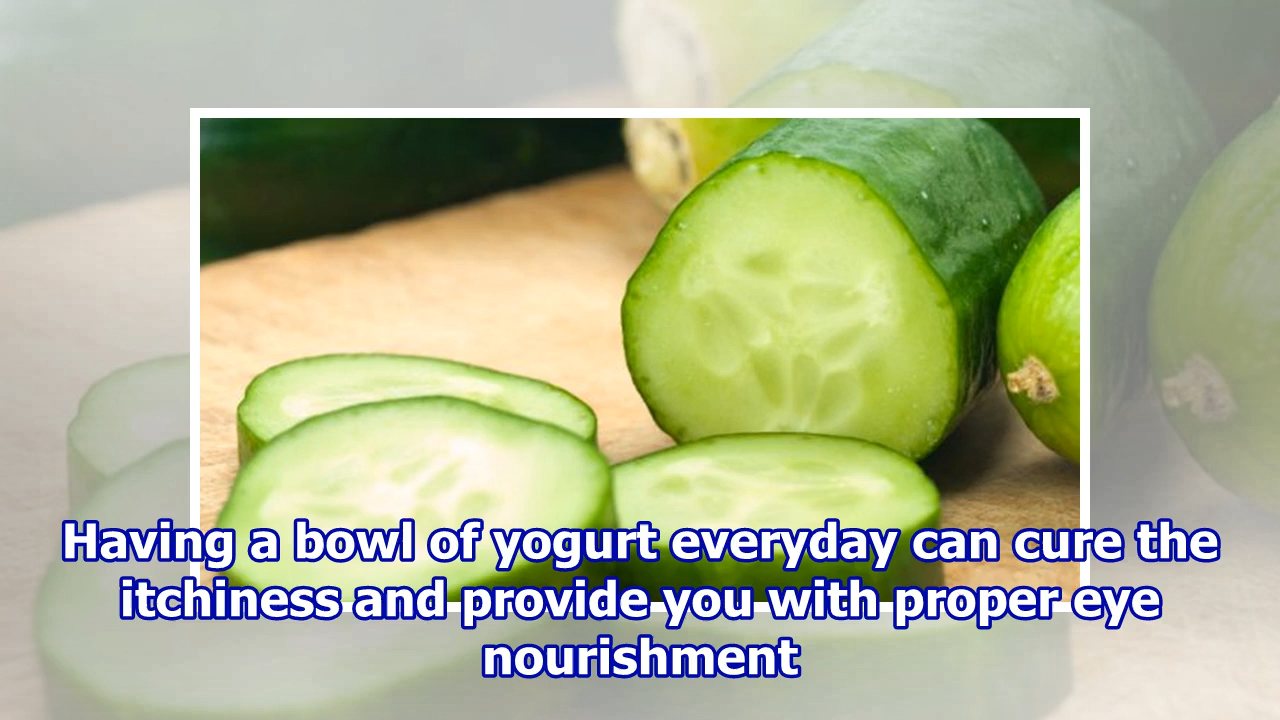 Having a bowl of yogurt everyday can cure the
itchiness and provide you with proper eye
nourishment